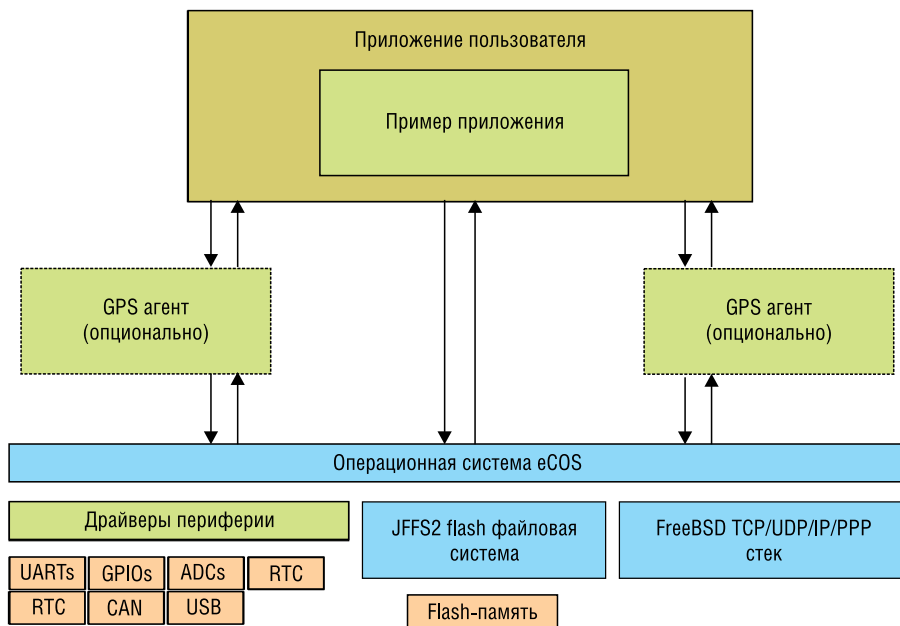 Приложение пользователя
Пример приложения
GPS агент
(опционально)
GPS агент
(опционально)
Операционная система eCOS
Драйверы периферии
JFFS2 flash файловая
система
FreeBSD TCP/UDP/IP/PPP
стек
UARTs
GPIOs
ADCs
RTC
RTC
CAN
USB
Flash-память